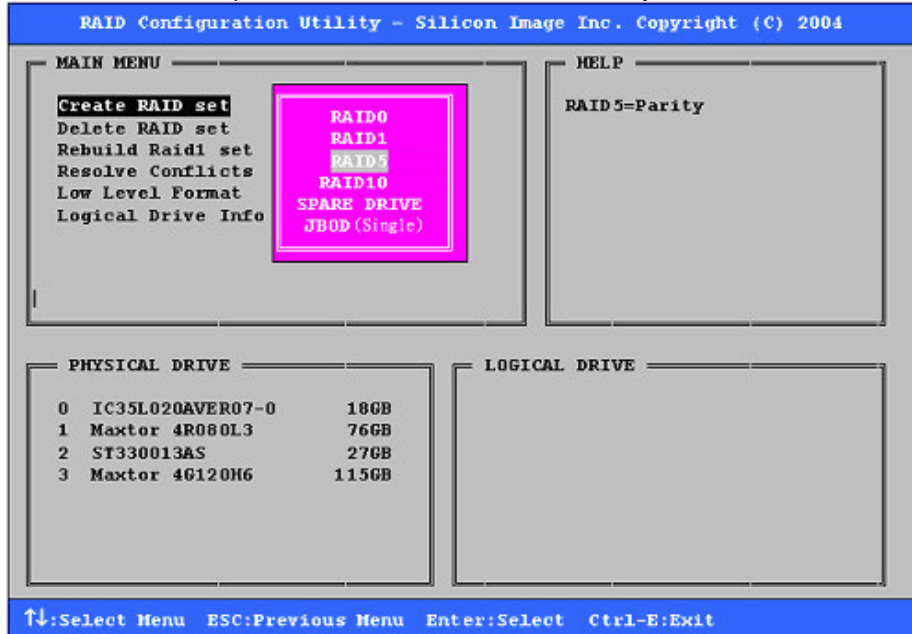 RAID Configuration Utility - Silicon Image Inc. Copyright (C) 2004
MAIN MENU
Create RAID set
Delete RAID set
Rebuild Raid1 set
Resolve Conflicts
Low Level Format
Logical Drive Info
RAID0
RAID1
RAID5
RAID10
SPARE DRIVE
JBOD(Single)
HELP
RAID5=Parity
PHYSICAL DRIVE
0 IC35L020AVER07-0 18GB
1 Maxtor 4R080L3 76GB
2 ST330013AS 27GB
3 Maxtor 4G120H6 115GB
LOGICAL DRIVE
↑↓:Select Menu ESC:Previous Menu Enter:Select Ctrl-E:Exit